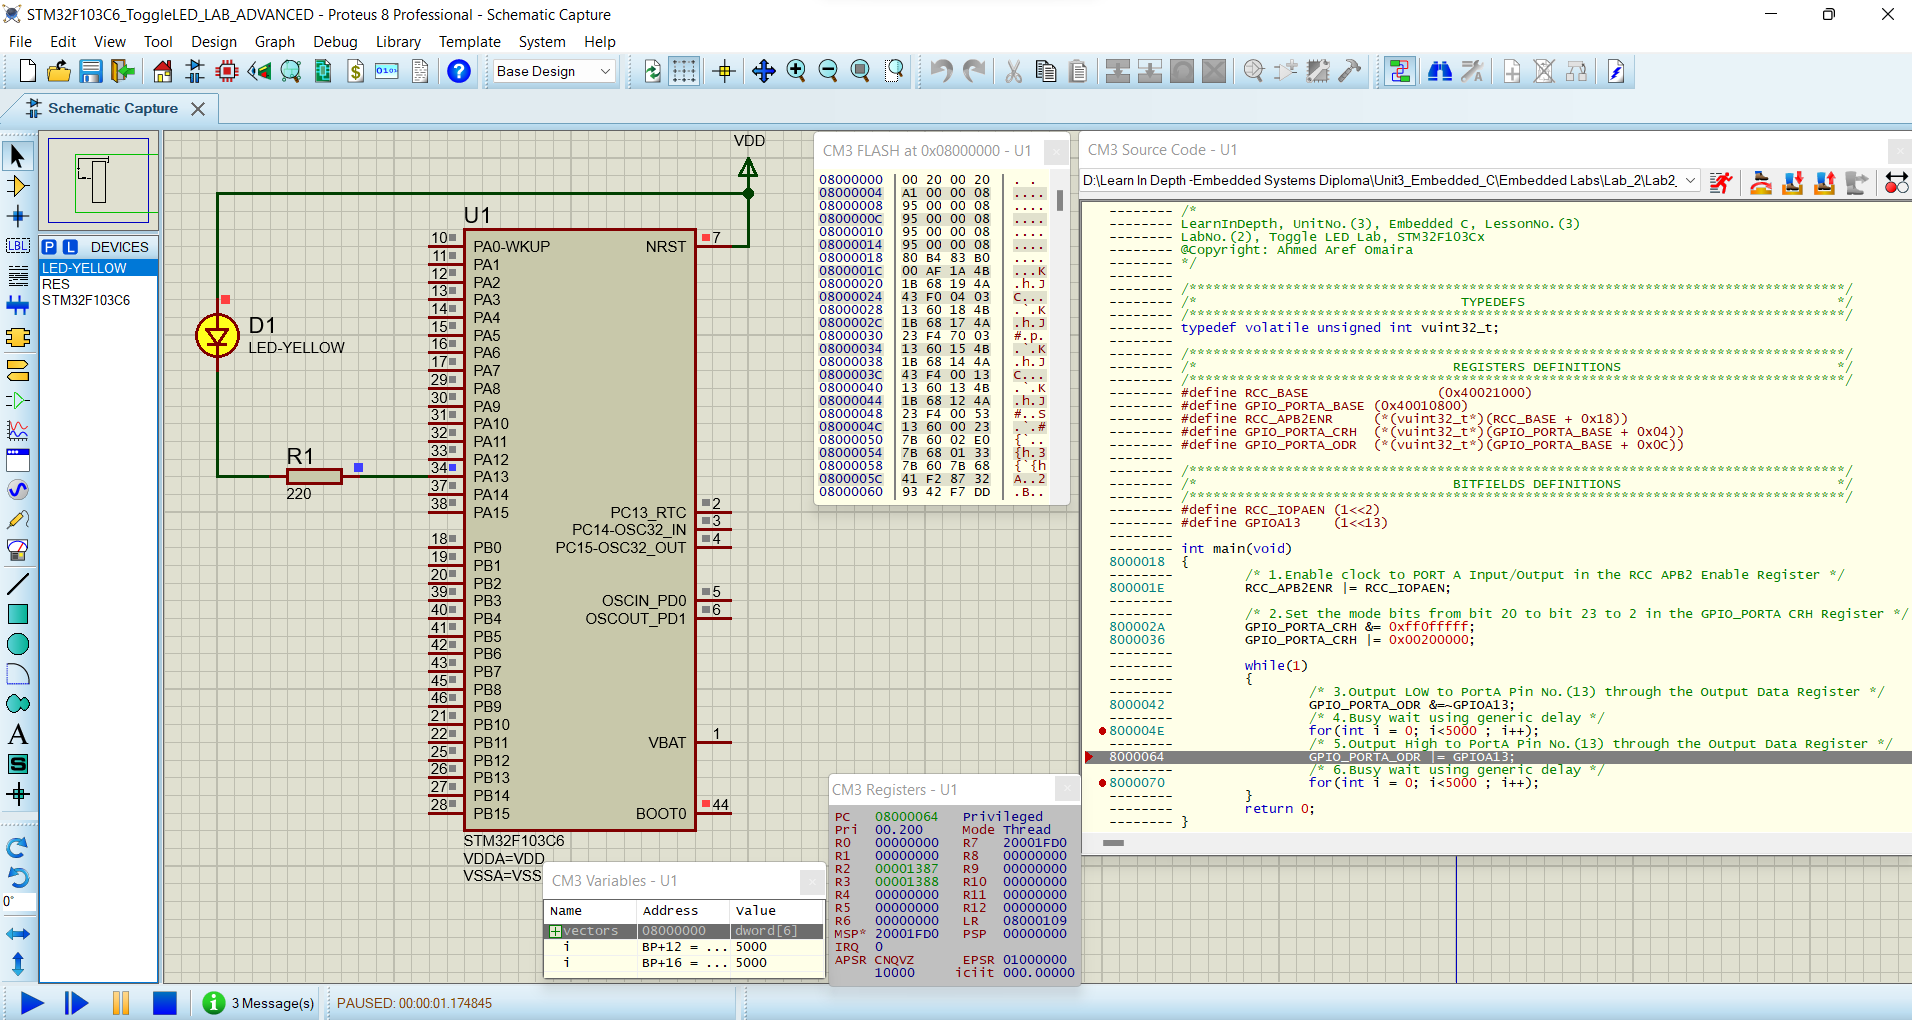 STM32F103C6_ToggleLED_LAB_ADVANCED - Proteus 8 Professional - Schematic Capture
File Edit View Tool Design Graph Debug Library Template System Help
Base Design
Schematic Capture
P L DEVICES
LED-YELLOW
RES
STM32F103C6
VDD
U1
10 PA0-WKUP NRST 7
11 PA1
12 PA2
13 PA3
14 PA4
15 PA5
16 PA6
17 PA7
29 PA8
30 PA9
31 PA10
32 PA11
33 PA12
34 PA13
37 PA14
38 PA15
PC13_RTC 2
PC14-OSC32_IN 3
PC15-OSC32_OUT 4
18 PB0
19 PB1
20 PB2
39 PB3 OSCIN_PD0 5
40 PB4 OSCOUT_PD1 6
41 PB5
42 PB6
43 PB7
45 PB8
46 PB9
21 PB10
22 PB11 VBAT 1
25 PB12
26 PB13
27 PB14
28 PB15 BOOT0 44
STM32F103C6
VDDA=VDD
VSSA=VSS
D1
LED-YELLOW
R1
220
CM3 FLASH at 0x08000000 - U1
08000000 00 20 00 20 . .
08000004 A1 00 00 08 ....
08000008 95 00 00 08 ....
0800000C 95 00 00 08 ....
08000010 95 00 00 08 ....
08000014 95 00 00 08 ....
08000018 80 B4 83 B0 ....
0800001C 00 AF 1A 4B ...K
08000020 1B 68 19 4A .h.J
08000024 43 F0 04 03 C...
08000028 13 60 18 4B .`.K
0800002C 1B 68 17 4A .h.J
08000030 23 F4 70 03 #.p.
08000034 13 60 15 4B .`.K
08000038 1B 68 14 4A .h.J
0800003C 43 F4 00 13 C...
08000040 13 60 13 4B .`.K
08000044 1B 68 12 4A .h.J
08000048 23 F4 00 53 #..S
0800004C 13 60 00 23 .`.#
08000050 7B 60 02 E0 {`..
08000054 7B 68 01 33 {h.3
08000058 7B 60 7B 68 {`{h
0800005C 41 F2 87 32 A..2
08000060 93 42 F7 DD .B..
CM3 Source Code - U1
D:\Learn In Depth -Embedded Systems Diploma\Unit3_Embedded_C\Embedded Labs\Lab_2\Lab2_
-------- /*
-------- LearnInDepth, UnitNo.(3), Embedded C, LessonNo.(3)
-------- LabNo.(2), Toggle LED Lab, STM32F103Cx
-------- @Copyright: Ahmed Aref Omaira
-------- */
-------- /* TYPEDEFS */
-------- typedef volatile unsigned int vuint32_t;
-------- /* REGISTERS DEFINITIONS */
-------- #define RCC_BASE (0x40021000)
-------- #define GPIO_PORTA_BASE (0x40010800)
-------- #define RCC_APB2ENR (*(vuint32_t*)(RCC_BASE + 0x18))
-------- #define GPIO_PORTA_CRH (*(vuint32_t*)(GPIO_PORTA_BASE + 0x04))
-------- #define GPIO_PORTA_ODR (*(vuint32_t*)(GPIO_PORTA_BASE + 0x0C))
-------- /* BITFIELDS DEFINITIONS */
-------- #define RCC_IOPAEN (1<<2)
-------- #define GPIOA13 (1<<13)
-------- int main(void)
8000018 {
-------- /* 1.Enable clock to PORT A Input/Output in the RCC APB2 Enable Register */
800001E RCC_APB2ENR |= RCC_IOPAEN;
-------- /* 2.Set the mode bits from bit 20 to bit 23 to 2 in the GPIO_PORTA CRH Register */
800002A GPIO_PORTA_CRH &= 0xff0fffff;
8000036 GPIO_PORTA_CRH |= 0x00200000;
-------- while(1)
-------- {
-------- /* 3.Output LOW to PortA Pin No.(13) through the Output Data Register */
8000042 GPIO_PORTA_ODR &=~GPIOA13;
-------- /* 4.Busy wait using generic delay */
800004E for(int i = 0; i<5000 ; i++);
-------- /* 5.Output High to PortA Pin No.(13) through the Output Data Register */
8000064 GPIO_PORTA_ODR |= GPIOA13;
-------- /* 6.Busy wait using generic delay */
8000070 for(int i = 0; i<5000 ; i++);
-------- }
-------- return 0;
-------- }
CM3 Registers - U1
PC 08000064 Privileged
Pri 00.200 Mode Thread
R0 00000000 R7 20001FD0
R1 00000000 R8 00000000
R2 00001387 R9 00000000
R3 00001388 R10 00000000
R4 00000000 R11 00000000
R5 00000000 R12 00000000
R6 00000000 LR 08000109
MSP* 20001FD0 PSP 00000000
IRQ 0
APSR CNQVZ EPSR 01000000
10000 iciit 000.00000
CM3 Variables - U1
Name Address Value
vectors 08000000 dword[6]
i BP+12 = ... 5000
i BP+16 = ... 5000
0°
3 Message(s)
PAUSED: 00:00:01.174845